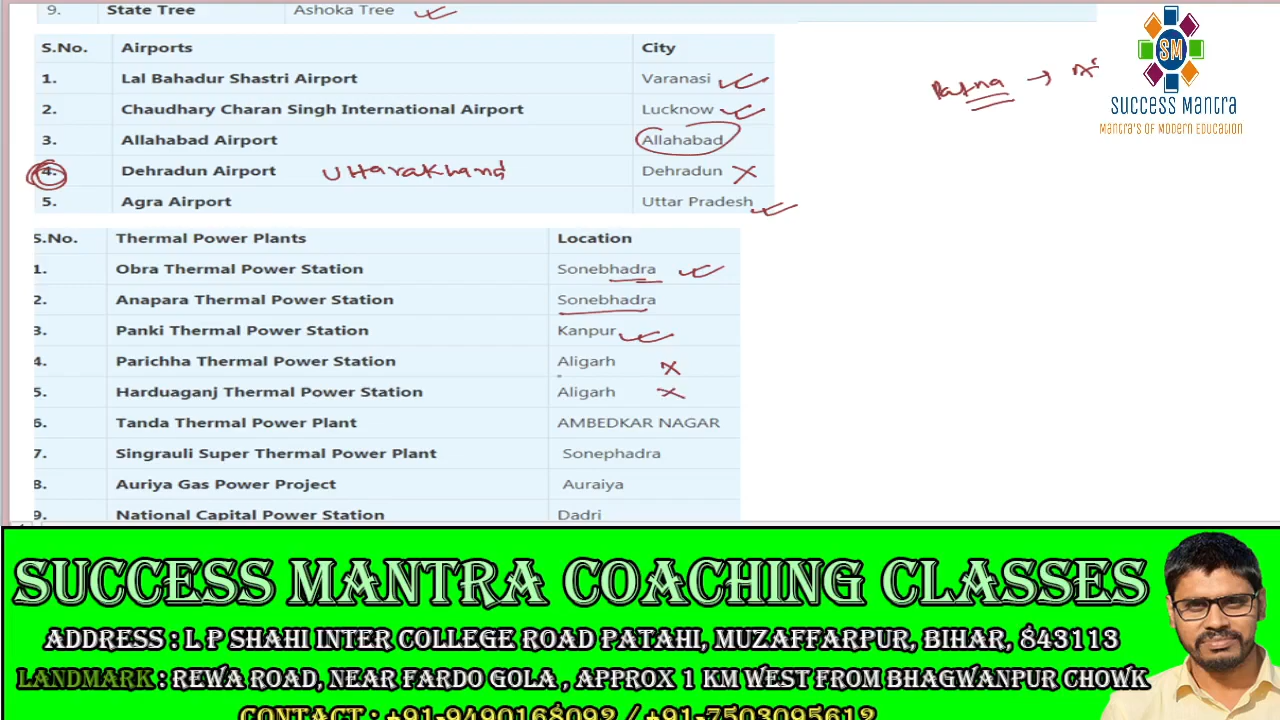 9. State Tree Ashoka Tree
S.No. Airports City
1. Lal Bahadur Shastri Airport Varanasi
2. Chaudhary Charan Singh International Airport Lucknow
3. Allahabad Airport Allahabad
4. Dehradun Airport Uttarakhand Dehradun
5. Agra Airport Uttar Pradesh
Patna →
SM
SUCCESS MANTRA
MANTRA'S OF MODERN EDUCATION
S.No. Thermal Power Plants Location
1. Obra Thermal Power Station Sonebhadra
2. Anapara Thermal Power Station Sonebhadra
3. Panki Thermal Power Station Kanpur
4. Parichha Thermal Power Station Aligarh
5. Harduaganj Thermal Power Station Aligarh
6. Tanda Thermal Power Plant AMBEDKAR NAGAR
7. Singrauli Super Thermal Power Plant Sonephadra
8. Auriya Gas Power Project Auraiya
9. National Capital Power Station Dadri
SUCCESS MANTRA COACHING CLASSES
ADDRESS : L P SHAHI INTER COLLEGE ROAD PATAHI, MUZAFFARPUR, BIHAR, 843113
LANDMARK : REWA ROAD, NEAR FARDO GOLA , APPROX 1 KM WEST FROM BHAGWANPUR CHOWK
CONTACT : +91-9490168092 / +91-7503095612